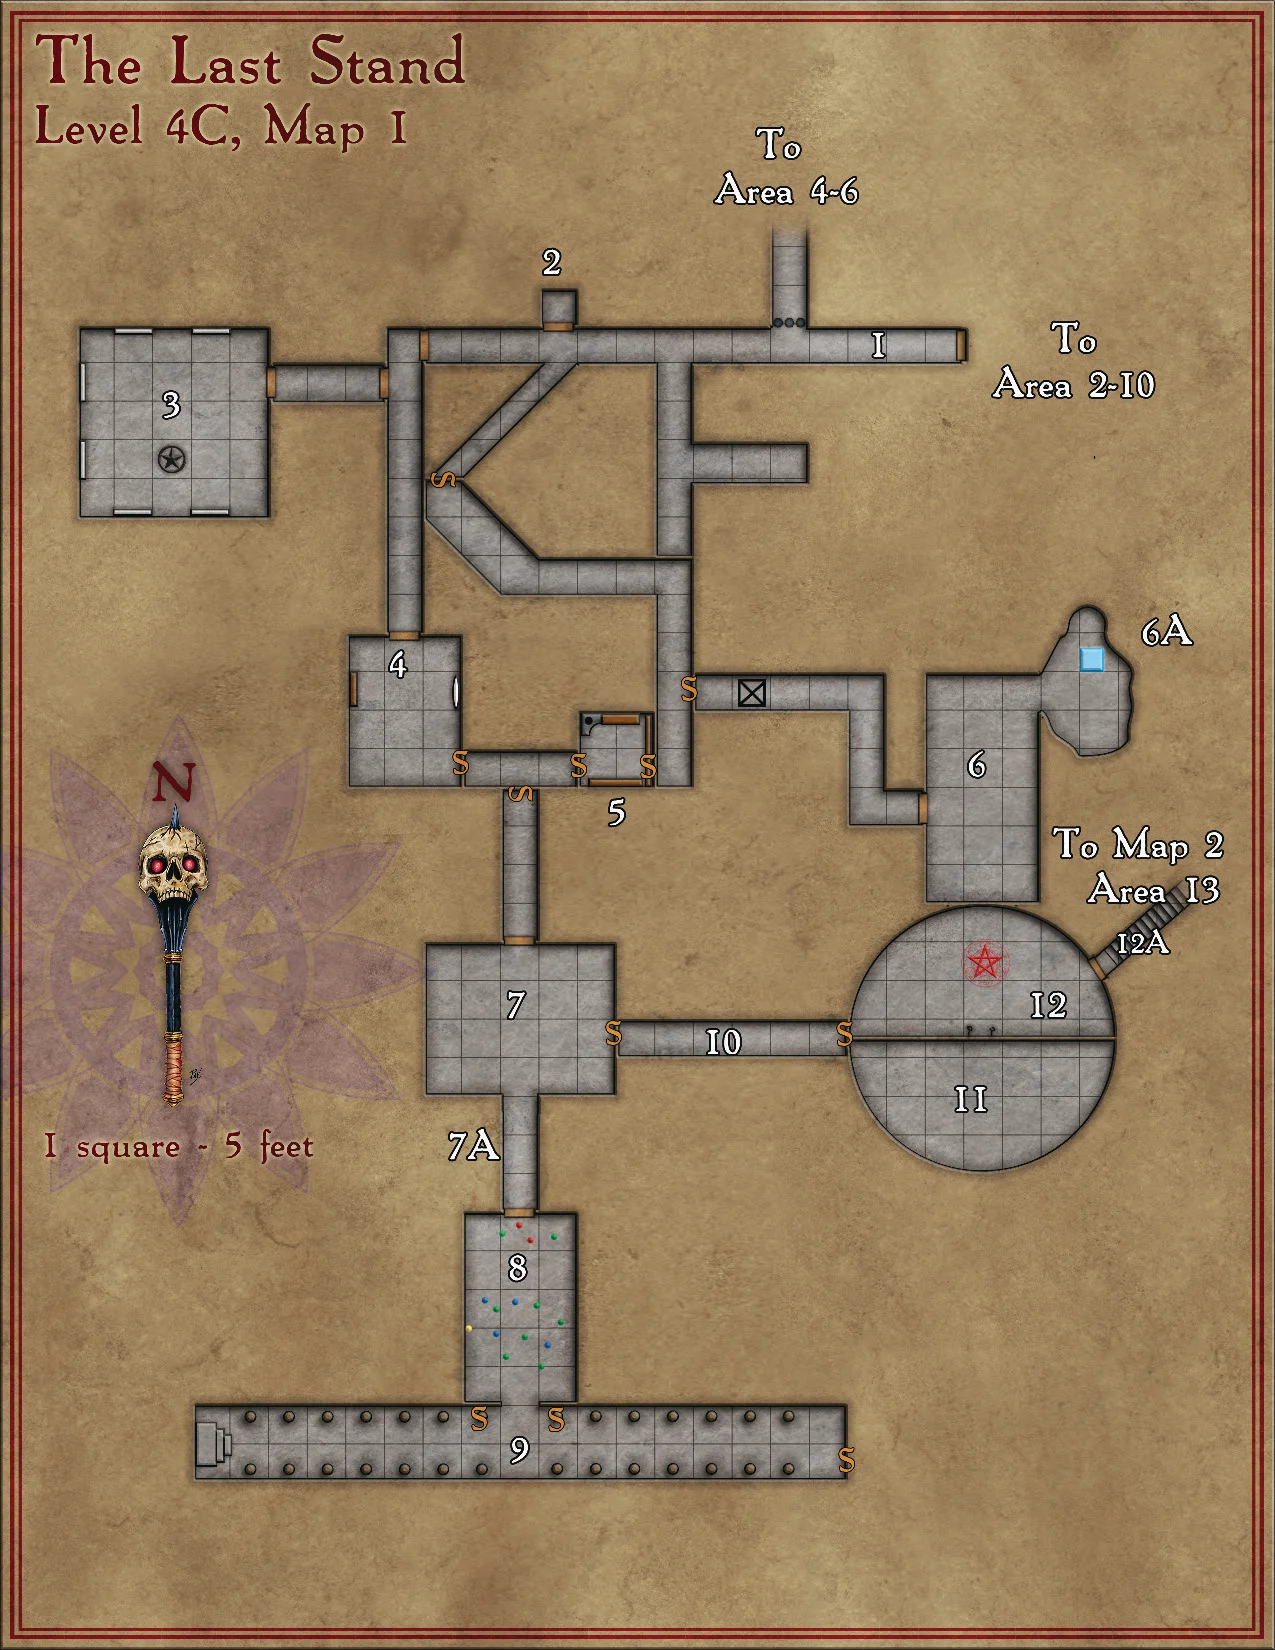 The Last Stand
Level 4C, Map 1
To
Area 4-6
2
1
To
Area 2-10
3
S
4
6A
S
5
S
S
S
S
6
N
To Map 2
Area 13
12A
7
12
S
10
S
11
1 square - 5 feet
7A
8
S
S
9
S